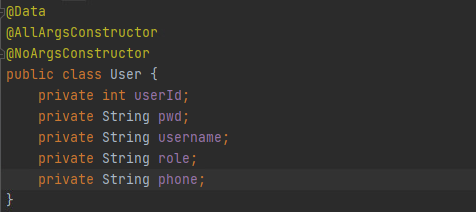 @Data
@AllArgsConstructor
@NoArgsConstructor
public class User {
    private int userId;
    private String pwd;
    private String username;
    private String role;
    private String phone;
}